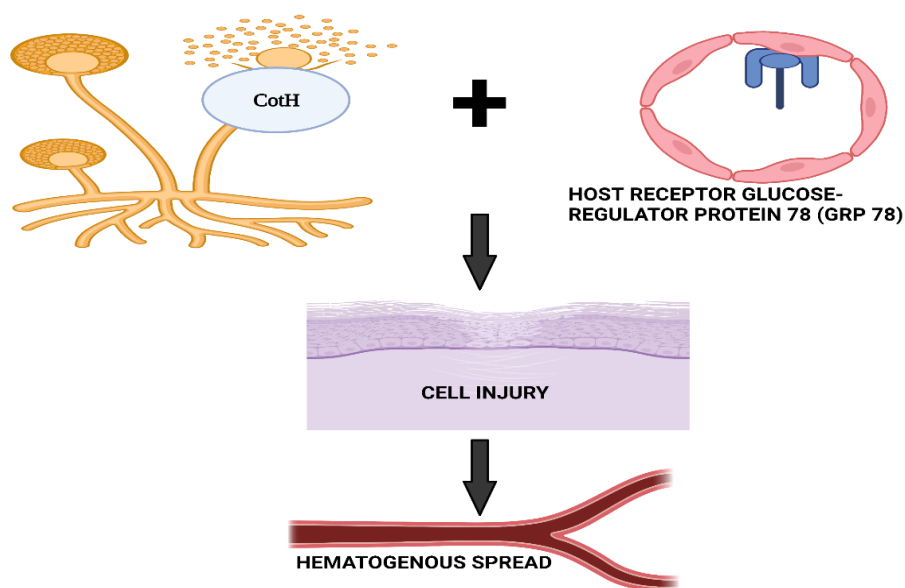 CotH
HOST RECEPTOR GLUCOSE-
REGULATOR PROTEIN 78 (GRP 78)
CELL INJURY
HEMATOGENOUS SPREAD